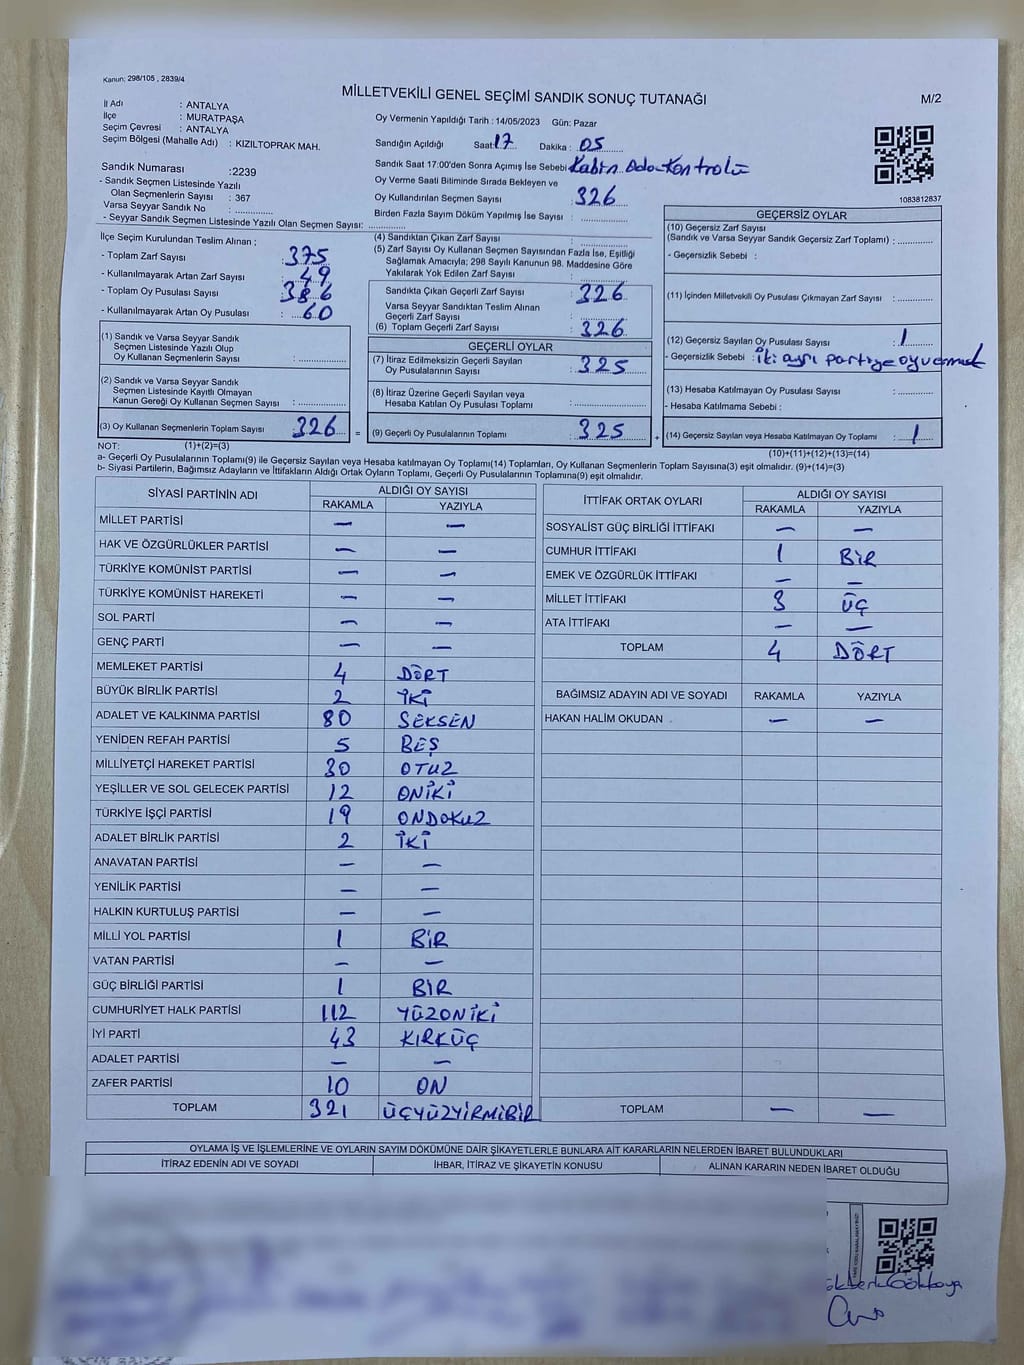 Kanun: 298/105 , 2839/4
MİLLETVEKİLİ GENEL SEÇİMİ SANDIK SONUÇ TUTANAĞI
M/2
İl Adı : ANTALYA
İlçe : MURATPAŞA
Seçim Çevresi : ANTALYA
Seçim Bölgesi (Mahalle Adı) : KIZILTOPRAK MAH.
Oy Vermenin Yapıldığı Tarih : 14/05/2023 Gün: Pazar
Sandığın Açıldığı Saat 17 Dakika : 05
Sandık Saat 17:00'den Sonra Açımış İse Sebebi Kabin Oda Kontrolü
Oy Verme Saati Bitiminde Sırada Bekleyen ve
Oy Kullandırılan Seçmen Sayısı : 326
Birden Fazla Sayım Döküm Yapılmış İse Sayısı :
1083812837
Sandık Numarası :2239
- Sandık Seçmen Listesinde Yazılı
Olan Seçmenlerin Sayısı : 367
Varsa Seyyar Sandık No :
- Seyyar Sandık Seçmen Listesinde Yazılı Olan Seçmen Sayısı:
İlçe Seçim Kurulundan Teslim Alınan ;
- Toplam Zarf Sayısı : 375
- Kullanılmayarak Artan Zarf Sayısı : 49
- Toplam Oy Pusulası Sayısı : 386
- Kullanılmayarak Artan Oy Pusulası : 60
(4) Sandıktan Çıkan Zarf Sayısı :
(5) Zarf Sayısı Oy Kullanan Seçmen Sayısından Fazla İse, Eşitliği
Sağlamak Amacıyla; 298 Sayılı Kanunun 98. Maddesine Göre
Yakılarak Yok Edilen Zarf Sayısı :
Sandıkta Çıkan Geçerli Zarf Sayısı : 326
Varsa Seyyar Sandıktan Teslim Alınan
Geçerli Zarf Sayısı :
(6) Toplam Geçerli Zarf Sayısı : 326
GEÇERSİZ OYLAR
(10) Geçersiz Zarf Sayısı
(Sandık ve Varsa Seyyar Sandık Geçersiz Zarf Toplamı) :
- Geçersizlik Sebebi :
(11) İçinden Milletvekili Oy Pusulası Çıkmayan Zarf Sayısı :
(12) Geçersiz Sayılan Oy Pusulası Sayısı : 1
- Geçersizlik Sebebi : İki ayrı partiye oy vermek
(13) Hesaba Katılmayan Oy Pusulası Sayısı :
- Hesaba Katılmama Sebebi :
(14) Geçersiz Sayılan veya Hesaba Katılmayan Oy Toplamı : 1
(10)+(11)+(12)+(13)=(14)
(1) Sandık ve Varsa Seyyar Sandık
Seçmen Listesinde Yazılı Olup
Oy Kullanan Seçmenlerin Sayısı :
(2) Sandık ve Varsa Seyyar Sandık
Seçmen Listesinde Kayıtlı Olmayan
Kanun Gereği Oy Kullanan Seçmen Sayısı :
(3) Oy Kullanan Seçmenlerin Toplam Sayısı : 326 =
GEÇERLİ OYLAR
(7) İtiraz Edilmeksizin Geçerli Sayılan
Oy Pusulalarının Sayısı : 325
(8) İtiraz Üzerine Geçerli Sayılan veya
Hesaba Katılan Oy Pusulası Toplamı :
(9) Geçerli Oy Pusulalarının Toplamı : 325 +
NOT: (1)+(2)=(3)
a- Geçerli Oy Pusulalarının Toplamı(9) ile Geçersiz Sayılan veya Hesaba katılmayan Oy Toplamı(14) Toplamları, Oy Kullanan Seçmenlerin Toplam Sayısına(3) eşit olmalıdır. (9)+(14)=(3)
b- Siyasi Partilerin, Bağımsız Adayların ve İttifakların Aldığı Ortak Oyların Toplamı, Geçerli Oy Pusulalarının Toplamına(9) eşit olmalıdır.
SİYASİ PARTİNİN ADI ALDIĞI OY SAYISI
RAKAMLA YAZIYLA
MİLLET PARTİSİ — —
HAK VE ÖZGÜRLÜKLER PARTİSİ — —
TÜRKİYE KOMÜNİST PARTİSİ — —
TÜRKİYE KOMÜNİST HAREKETİ — —
SOL PARTİ — —
GENÇ PARTİ — —
MEMLEKET PARTİSİ 4 DÖRT
BÜYÜK BİRLİK PARTİSİ 2 İKİ
ADALET VE KALKINMA PARTİSİ 80 SEKSEN
YENİDEN REFAH PARTİSİ 5 BEŞ
MİLLİYETÇİ HAREKET PARTİSİ 30 OTUZ
YEŞİLLER VE SOL GELECEK PARTİSİ 12 ONİKİ
TÜRKİYE İŞÇİ PARTİSİ 19 ONDOKUZ
ADALET BİRLİK PARTİSİ 2 İKİ
ANAVATAN PARTİSİ — —
YENİLİK PARTİSİ — —
HALKIN KURTULUŞ PARTİSİ — —
MİLLİ YOL PARTİSİ 1 BİR
VATAN PARTİSİ — —
GÜÇ BİRLİĞİ PARTİSİ 1 BİR
CUMHURİYET HALK PARTİSİ 112 YÜZONİKİ
İYİ PARTİ 43 KIRKÜÇ
ADALET PARTİSİ — —
ZAFER PARTİSİ 10 ON
TOPLAM 321 ÜÇYÜZYİRMİBİR
İTTİFAK ORTAK OYLARI ALDIĞI OY SAYISI
RAKAMLA YAZIYLA
SOSYALİST GÜÇ BİRLİĞİ İTTİFAKI — —
CUMHUR İTTİFAKI 1 BİR
EMEK VE ÖZGÜRLÜK İTTİFAKI — —
MİLLET İTTİFAKI 3 ÜÇ
ATA İTTİFAKI — —
TOPLAM 4 DÖRT
BAĞIMSIZ ADAYIN ADI VE SOYADI RAKAMLA YAZIYLA
HAKAN HALİM OKUDAN — —
TOPLAM — —
OYLAMA İŞ VE İŞLEMLERİNE VE OYLARIN SAYIM DÖKÜMÜNE DAİR ŞİKAYETLERLE BUNLARA AİT KARARLARIN NELERDEN İBARET BULUNDUKLARI
İTİRAZ EDENİN ADI VE SOYADI İHBAR, İTİRAZ VE ŞİKAYETİN KONUSU ALINAN KARARIN NEDEN İBARET OLDUĞU